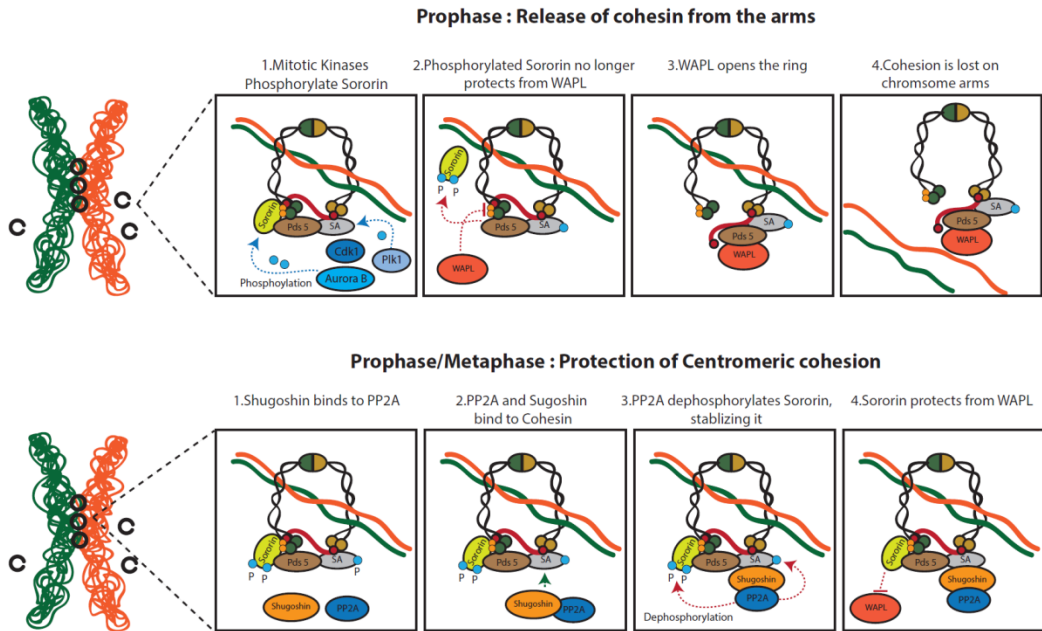 Prophase : Release of cohesin from the arms
1.Mitotic Kinases
Phosphorylate Sororin
2.Phosphorylated Sororin no longer
protects from WAPL
3.WAPL opens the ring
4.Cohesion is lost on
chromsome arms
Sororin
Pds 5
SA
Cdk1
Plk1
Phosphoylation
Aurora B
Sororin
P
P
Pds 5
SA
WAPL
SA
Pds 5
WAPL
SA
Pds 5
WAPL
Prophase/Metaphase : Protection of Centromeric cohesion
1.Shugoshin binds to PP2A
2.PP2A and Sugoshin
bind to Cohesin
3.PP2A dephosphorylates Sororin,
stablizing it
4.Sororin protects from WAPL
Sororin
Pds 5
SA
P
P
P
Shugoshin
PP2A
Sororin
Pds 5
SA
P
P
P
Shugoshin
PP2A
Sororin
Pds 5
SA
P
P
P
Shugoshin
PP2A
Dephosphorylation
Sororin
Pds 5
SA
Shugoshin
PP2A
WAPL